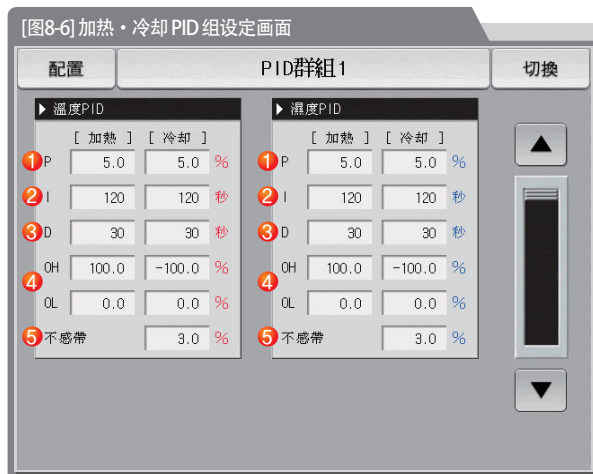 [图8-6] 加热·冷却 PID 组设定画面
配置 PID群組1 切換
▶ 溫度PID
[ 加熱 ] [ 冷却 ]
1 P 5.0 5.0 %
2 I 120 120 秒
3 D 30 30 秒
4 OH 100.0 -100.0 %
OL 0.0 0.0 %
5 不感帶 3.0 %
▶ 濕度PID
[ 加熱 ] [ 冷却 ]
1 P 5.0 5.0 %
2 I 120 120 秒
3 D 30 30 秒
4 OH 100.0 -100.0 %
OL 0.0 0.0 %
5 不感帶 3.0 %